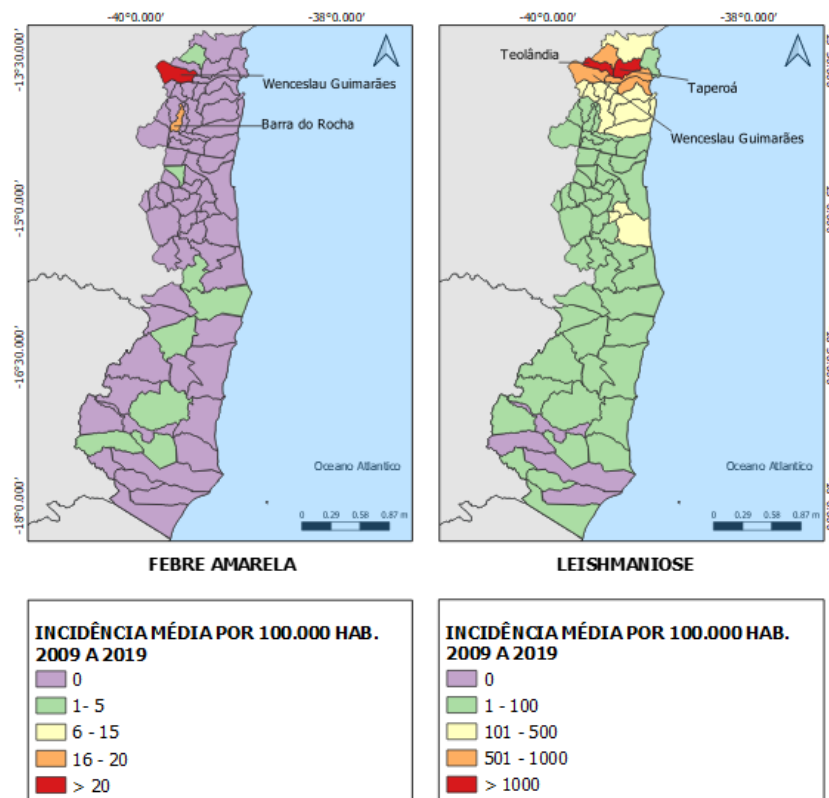 -40°0.000'
-38°0.000'
-13°30.000'
-15°0.000'
-16°30.000'
-18°0.000'
Wenceslau Guimarães
Barra do Rocha
Oceano Atlantico
0 0.29 0.58 0.87 m
FEBRE AMARELA
-40°0.000'
-38°0.000'
Teolândia
Taperoá
Wenceslau Guimarães
Oceano Atlantico
0 0.29 0.58 0.87 m
LEISHMANIOSE
INCIDÊNCIA MÉDIA POR 100.000 HAB.
2009 A 2019
0
1- 5
6 - 15
16 - 20
> 20
INCIDÊNCIA MÉDIA POR 100.000 HAB.
2009 A 2019
0
1 - 100
101 - 500
501 - 1000
> 1000